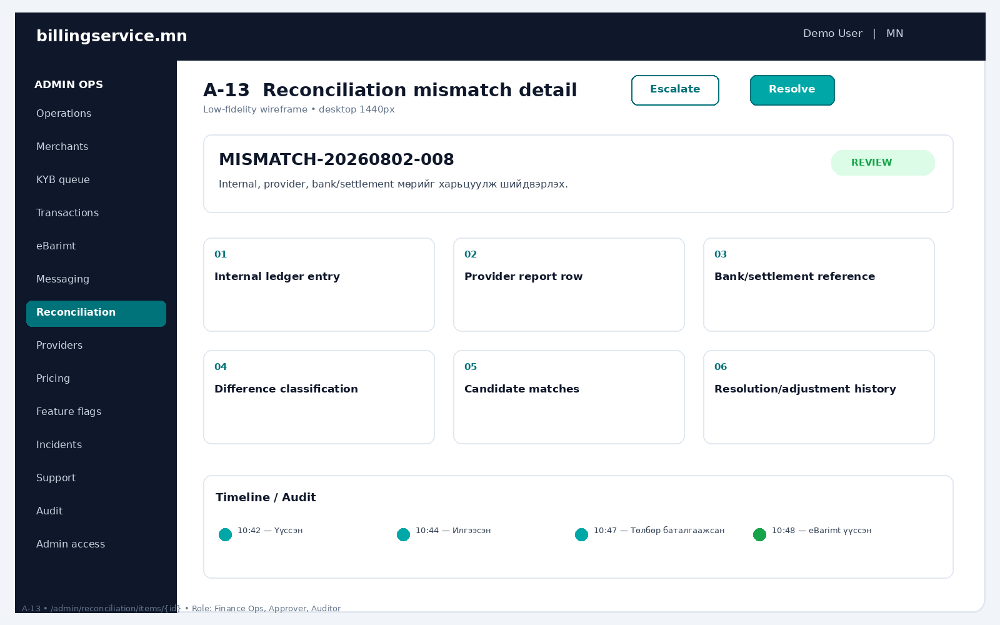 billingservice.mn
Demo User | MN
ADMIN OPS
Operations
Merchants
KYB queue
Transactions
eBarimt
Messaging
Reconciliation
Providers
Pricing
Feature flags
Incidents
Support
Audit
Admin access
A-13 Reconciliation mismatch detail
Low-fidelity wireframe • desktop 1440px
Escalate
Resolve
MISMATCH-20260802-008
Internal, provider, bank/settlement мөрийг харьцуулж шийдвэрлэх.
REVIEW
01
Internal ledger entry
02
Provider report row
03
Bank/settlement reference
04
Difference classification
05
Candidate matches
06
Resolution/adjustment history
Timeline / Audit
10:42 — Үүссэн
10:44 — Илгээсэн
10:47 — Төлбөр баталгаажсан
10:48 — eBarimt үүссэн
A-13 • /admin/reconciliation/items/{id} • Role: Finance Ops, Approver, Auditor